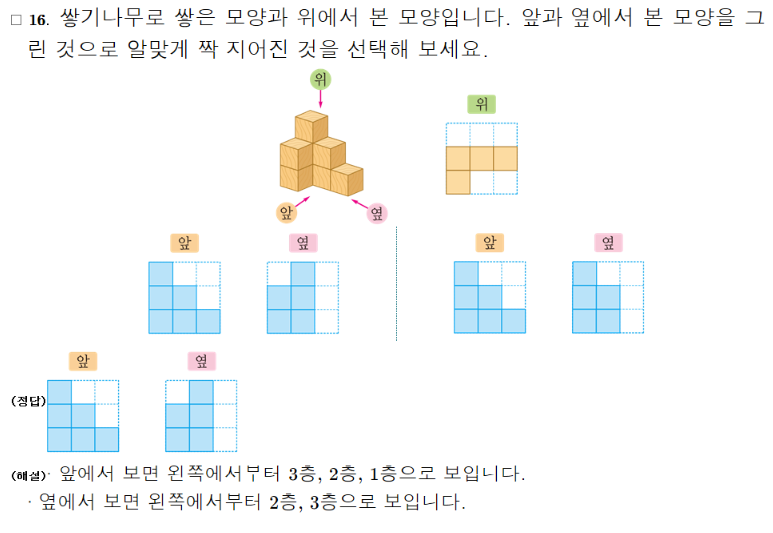 □ 16. 쌓기나무로 쌓은 모양과 위에서 본 모양입니다. 앞과 옆에서 본 모양을 그
린 것으로 알맞게 짝 지어진 것을 선택해 보세요.
위
위
앞
옆
앞 옆 앞 옆
앞 옆
(정답)
(해설)· 앞에서 보면 왼쪽에서부터 3층, 2층, 1층으로 보입니다.
· 옆에서 보면 왼쪽에서부터 2층, 3층으로 보입니다.